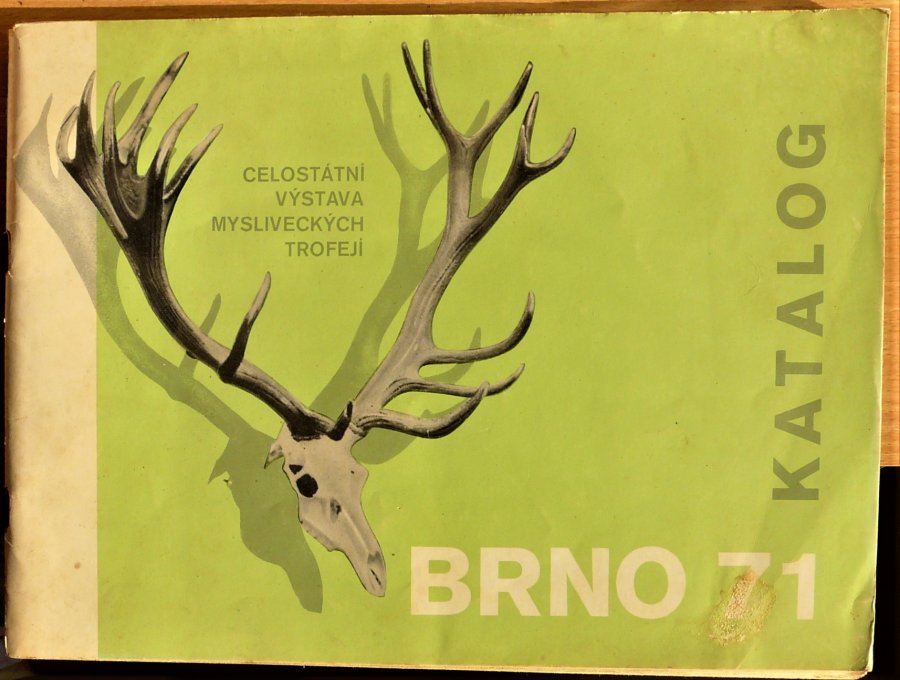 CELOSTÁTNÍ
VÝSTAVA
MYSLIVECKÝCH
TROFEJÍ
KATALOG
BRNO 71